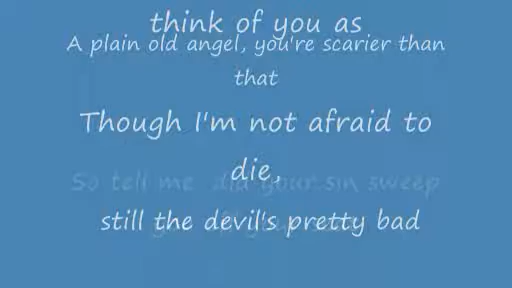 think of you as
A plain old angel, you're scarier than
that
Though I'm not afraid to
die,
So tell me did your sin sweep
still the devil's pretty bad